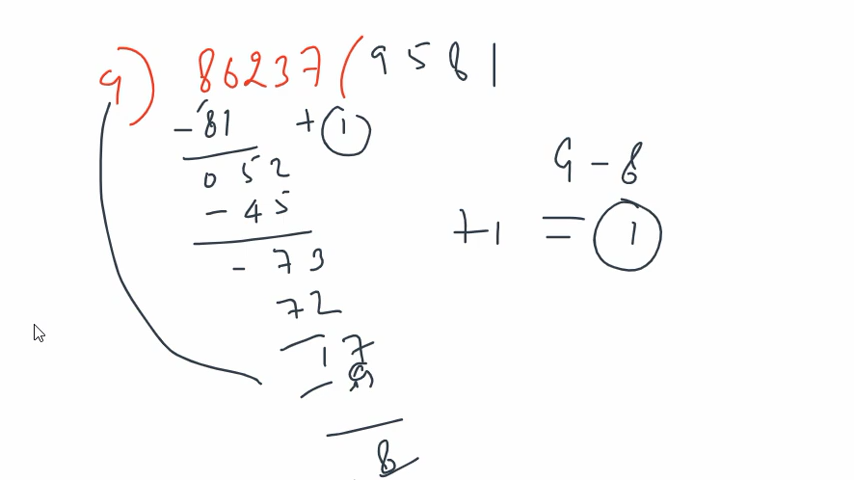 9) 86237 ( 9581
- 81 + 1
052
9 - 8
- 45
+1 = 1
- 73
72
17
- 9
8